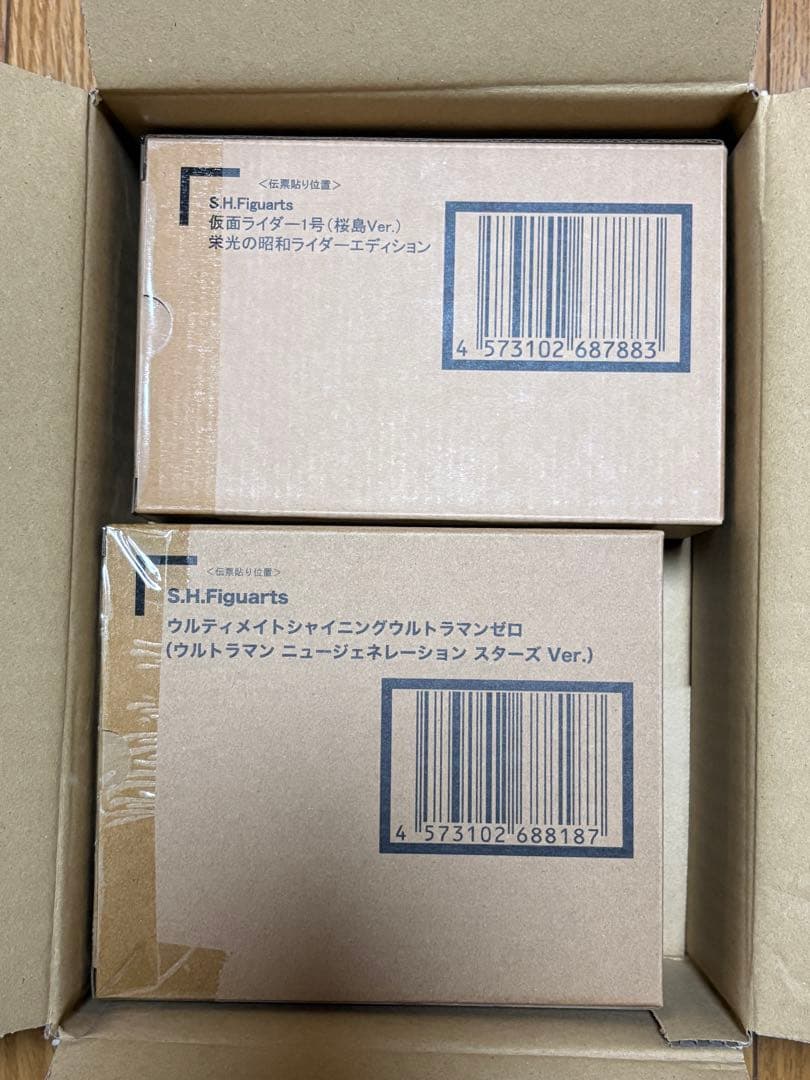 ＜伝票貼り位置＞
S.H.Figuarts
仮面ライダー1号（桜島Ver.）
栄光の昭和ライダーエディション
4 573102 687883
＜伝票貼り位置＞
S.H.Figuarts
ウルティメイトシャイニングウルトラマンゼロ
（ウルトラマン ニュージェネレーション スターズ Ver.）
4 573102 688187